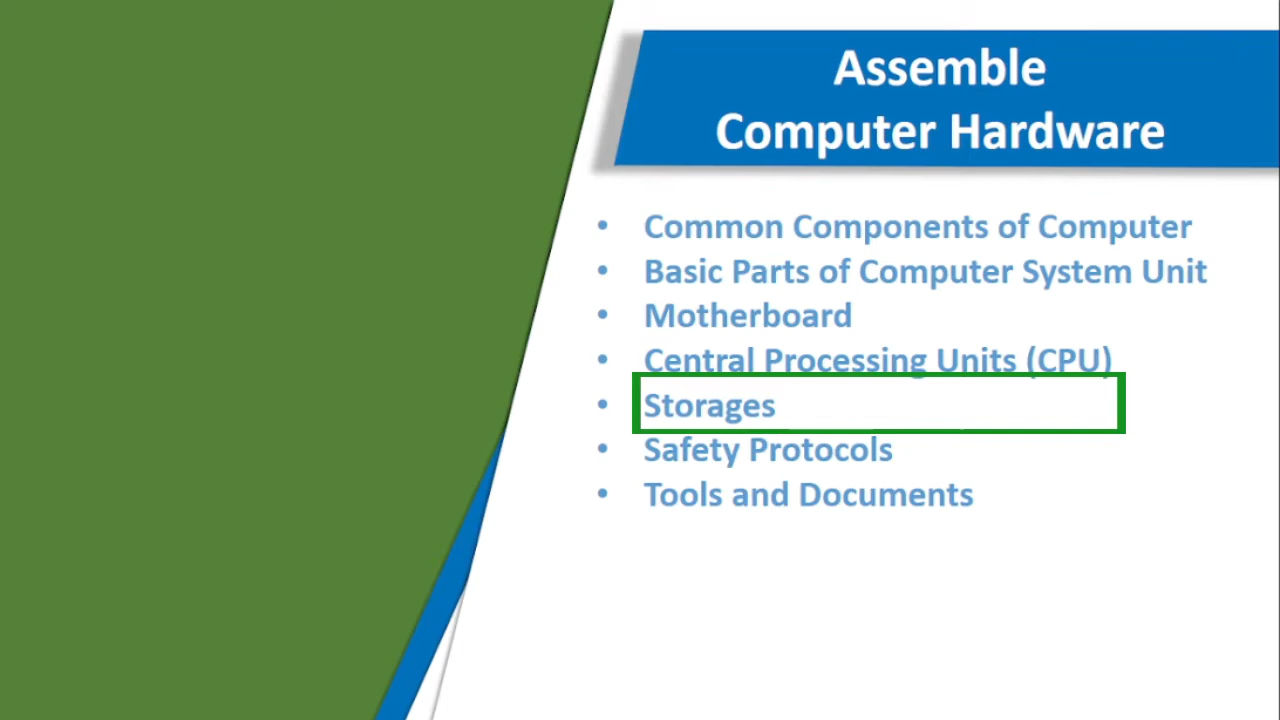 Assemble
Computer Hardware
• Common Components of Computer
• Basic Parts of Computer System Unit
• Motherboard
• Central Processing Units (CPU)
• Storages
• Safety Protocols
• Tools and Documents